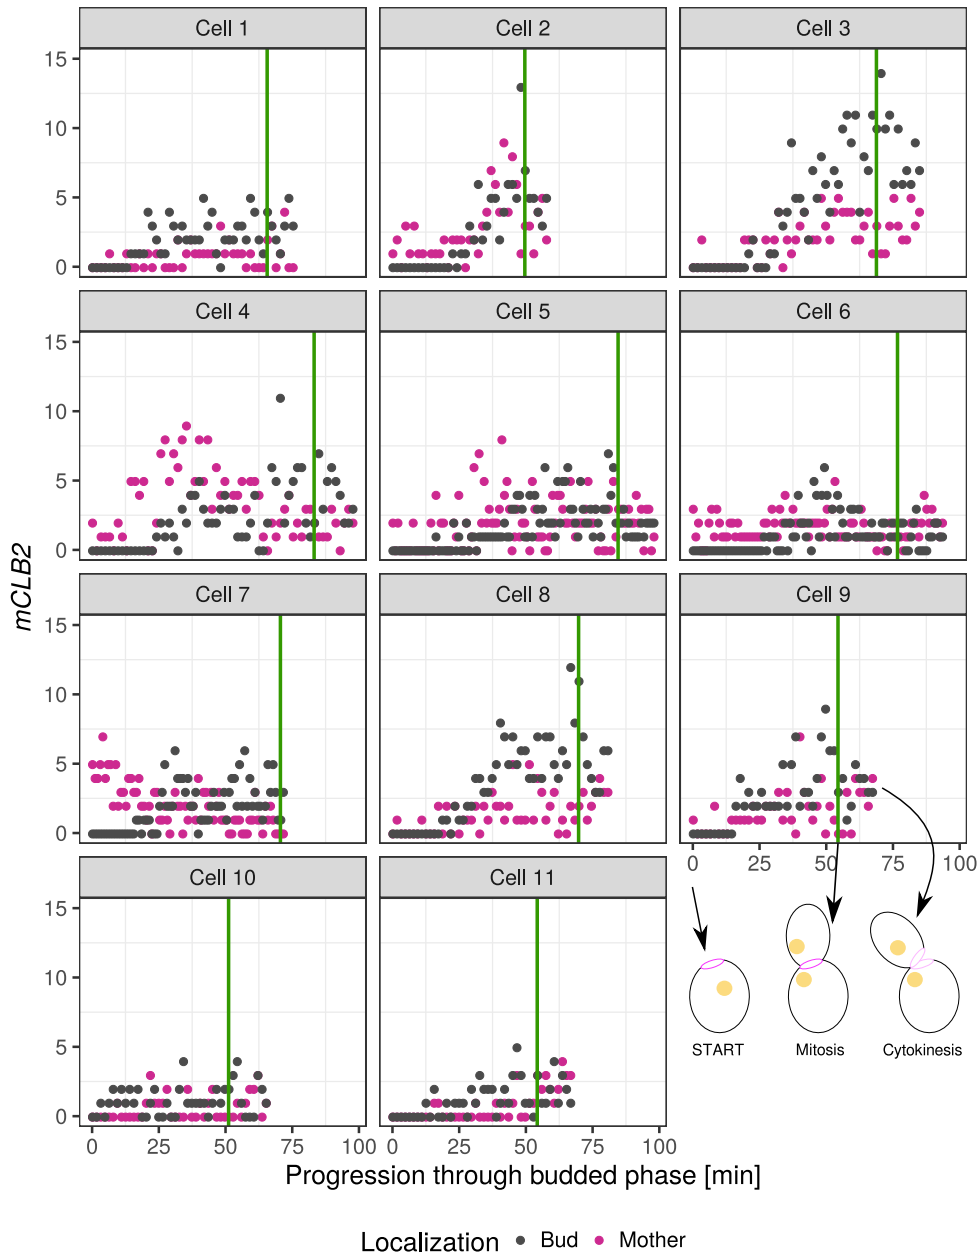 Cell 1 Cell 2 Cell 3
15
10
5
0
Cell 4 Cell 5 Cell 6
15
10
5
0
mCLB2
Cell 7 Cell 8 Cell 9
15
10
5
0
0 25 50 75 100
Cell 10 Cell 11
15
10
5
0
START Mitosis Cytokinesis
0 25 50 75 100 0 25 50 75 100
Progression through budded phase [min]
Localization Bud Mother